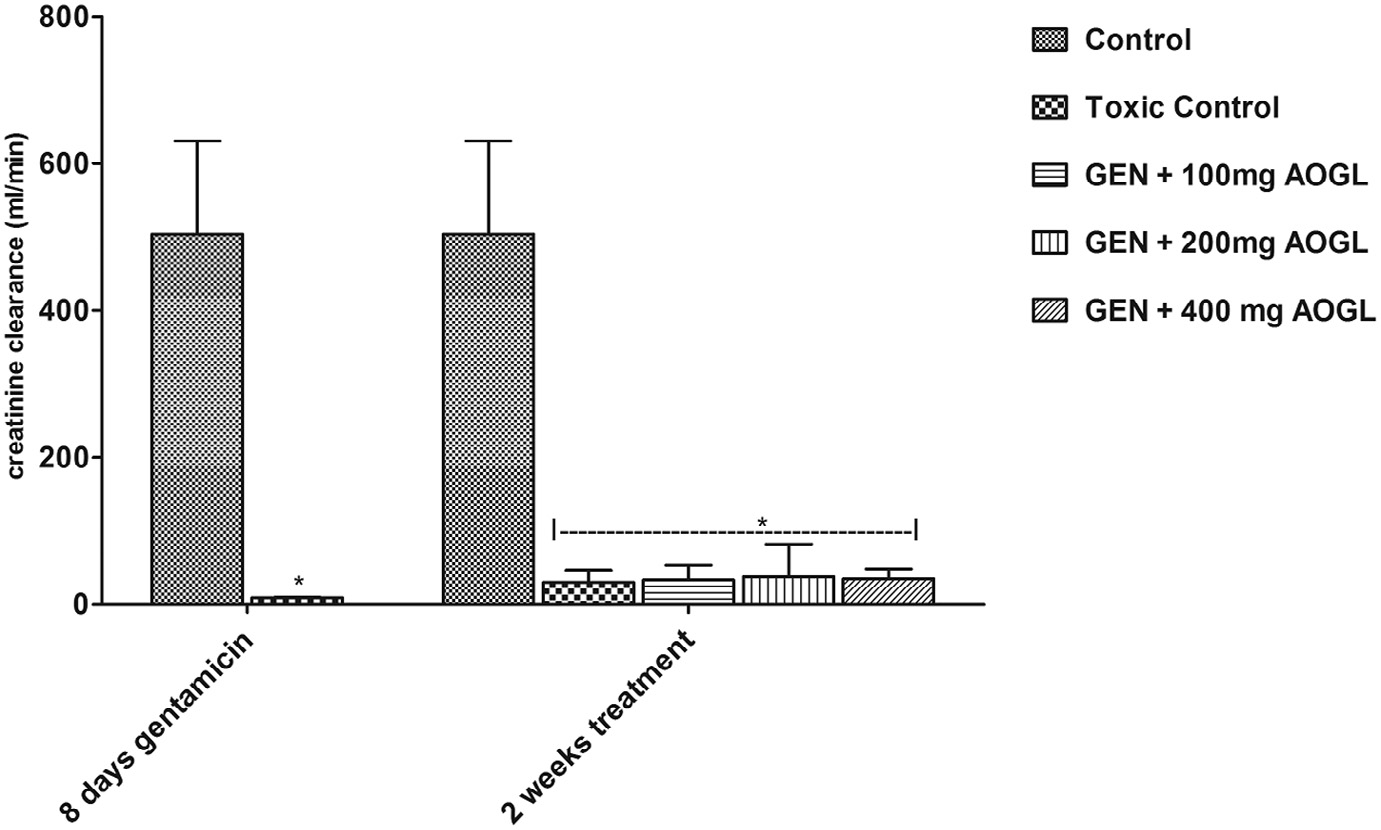 800
600
400
200
0
creatinine clearance (ml/min)
*
*
8 days gentamicin
2 weeks treatment
Control
Toxic Control
GEN + 100mg AOGL
GEN + 200mg AOGL
GEN + 400 mg AOGL